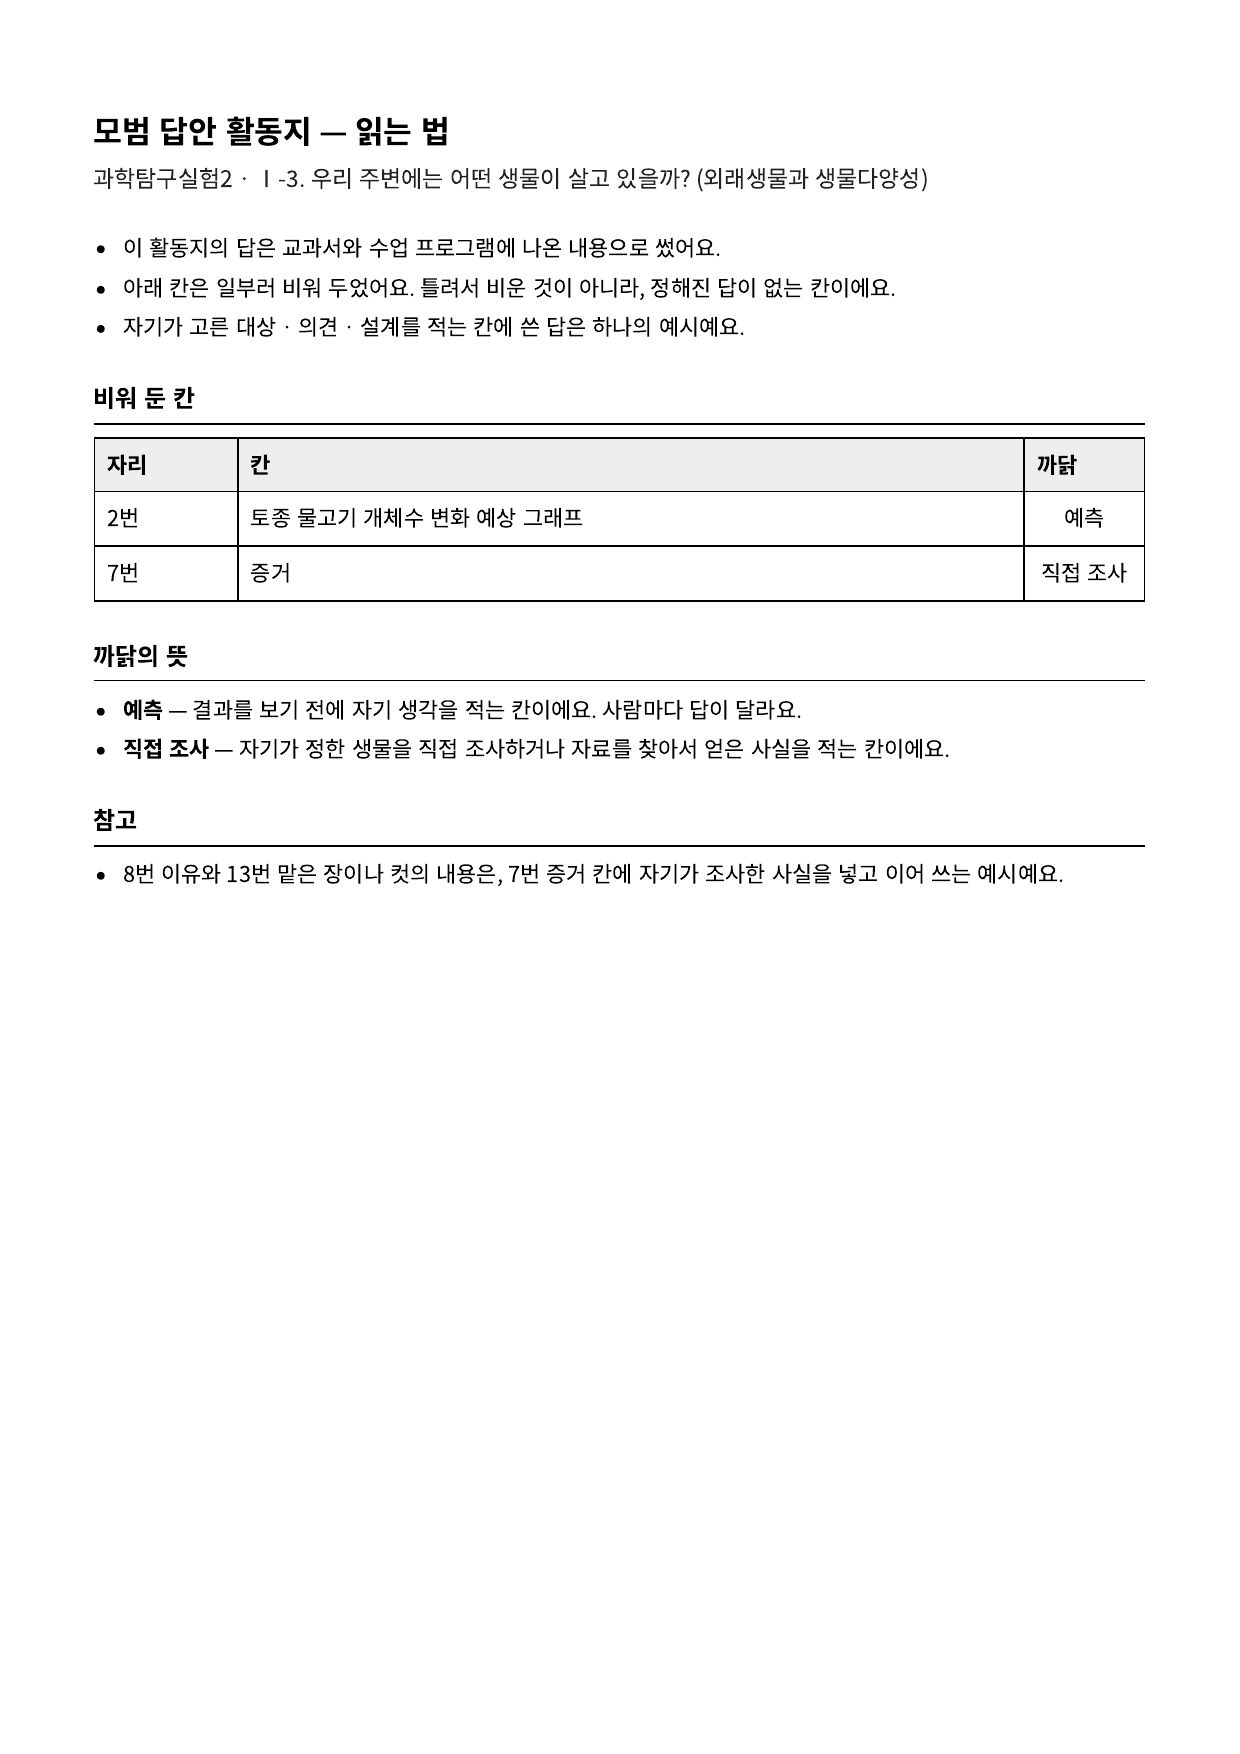 모범 답안 활동지 — 읽는 법
과학탐구실험2 · Ⅰ-3. 우리 주변에는 어떤 생물이 살고 있을까? (외래생물과 생물다양성)
• 이 활동지의 답은 교과서와 수업 프로그램에 나온 내용으로 썼어요.
• 아래 칸은 일부러 비워 두었어요. 틀려서 비운 것이 아니라, 정해진 답이 없는 칸이에요.
• 자기가 고른 대상 · 의견 · 설계를 적는 칸에 쓴 답은 하나의 예시예요.
비워 둔 칸
자리 칸 까닭
2번 토종 물고기 개체수 변화 예상 그래프 예측
7번 증거 직접 조사
까닭의 뜻
• 예측 — 결과를 보기 전에 자기 생각을 적는 칸이에요. 사람마다 답이 달라요.
• 직접 조사 — 자기가 정한 생물을 직접 조사하거나 자료를 찾아서 얻은 사실을 적는 칸이에요.
참고
• 8번 이유와 13번 맡은 장이나 컷의 내용은, 7번 증거 칸에 자기가 조사한 사실을 넣고 이어 쓰는 예시예요.